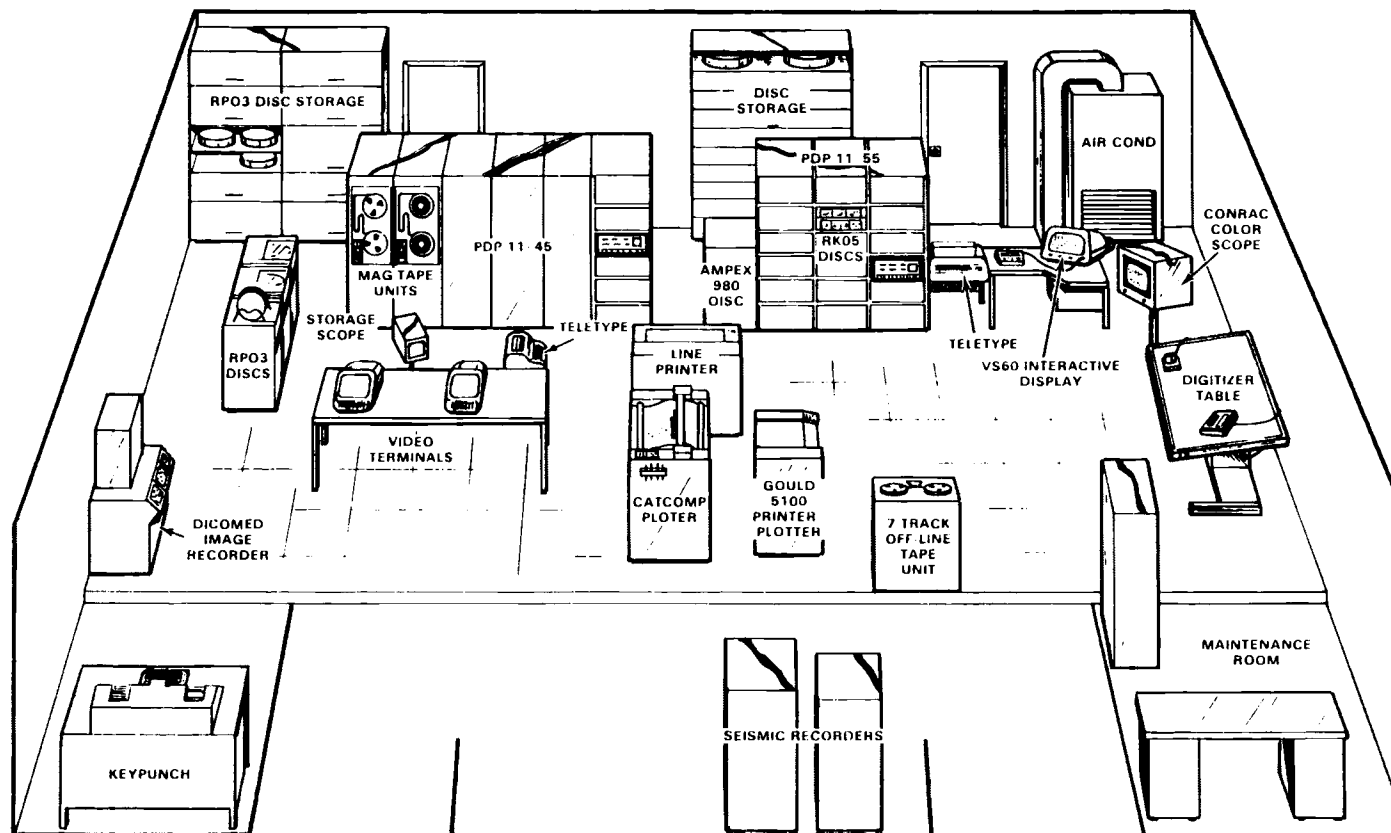 RPO3 DISC STORAGE
DISC
STORAGE
AIR COND
PDP 11 55
CONRAC
COLOR
SCOPE
PDP 11 45
RK05
DISCS
MAG TAPE
UNITS
AMPEX
980
DISC
STORAGE
SCOPE
TELETYPE
TELETYPE
RPO3
DISCS
LINE
PRINTER
VS60 INTERACTIVE
DISPLAY
DIGITIZER
TABLE
VIDEO
TERMINALS
CATCOMP
PLOTER
GOULD
5100
PRINTER
PLOTTER
7 TRACK
OFF-LINE
TAPE
UNIT
DICOMED
IMAGE
RECORDER
MAINTENANCE
ROOM
SEISMIC RECORDERS
KEYPUNCH